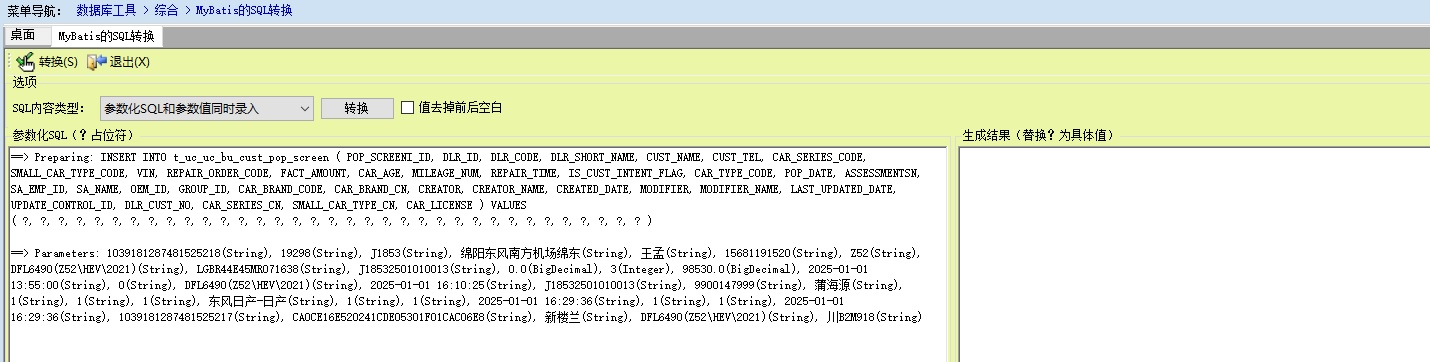 菜单导航： 数据库工具 > 综合 > MyBatis的SQL转换
桌面 MyBatis的SQL转换
转换(S) 退出(X)
选项
SQL内容类型： 参数化SQL和参数值同时录入 转换 值去掉前后空白
参数化SQL（? 占位符） 生成结果（替换? 为具体值）
==> Preparing: INSERT INTO t_uc_uc_bu_cust_pop_screen ( POP_SCREENI_ID, DLR_ID, DLR_CODE, DLR_SHORT_NAME, CUST_NAME, CUST_TEL, CAR_SERIES_CODE,
SMALL_CAR_TYPE_CODE, VIN, REPAIR_ORDER_CODE, FACT_AMOUNT, CAR_AGE, MILEAGE_NUM, REPAIR_TIME, IS_CUST_INTENT_FLAG, CAR_TYPE_CODE, POP_DATE, ASSESSMENTSN,
SA_EMP_ID, SA_NAME, OEM_ID, GROUP_ID, CAR_BRAND_CODE, CAR_BRAND_CN, CREATOR, CREATOR_NAME, CREATED_DATE, MODIFIER, MODIFIER_NAME, LAST_UPDATED_DATE,
UPDATE_CONTROL_ID, DLR_CUST_NO, CAR_SERIES_CN, SMALL_CAR_TYPE_CN, CAR_LICENSE ) VALUES
( ?, ?, ?, ?, ?, ?, ?, ?, ?, ?, ?, ?, ?, ?, ?, ?, ?, ?, ?, ?, ?, ?, ?, ?, ?, ?, ?, ?, ?, ?, ?, ?, ?, ?, ? )
==> Parameters: 1039181287481525218(String), 19298(String), J1853(String), 绵阳东风南方机场绵东(String), 王孟(String), 15681191520(String), Z52(String),
DFL6490(Z52\HEV\2021)(String), LGBR44E45MR071638(String), J18532501010013(String), 0.0(BigDecimal), 3(Integer), 98530.0(BigDecimal), 2025-01-01
13:55:00(String), 0(String), DFL6490(Z52\HEV\2021)(String), 2025-01-01 16:10:25(String), J18532501010013(String), 9900147999(String), 蒲海源(String),
1(String), 1(String), 1(String), 东风日产-日产(String), 1(String), 1(String), 2025-01-01 16:29:36(String), 1(String), 1(String), 2025-01-01
16:29:36(String), 1039181287481525217(String), CA0CE16E520241CDE05301F01CAC06E8(String), 新楼兰(String), DFL6490(Z52\HEV\2021)(String), 川B2M918(String)